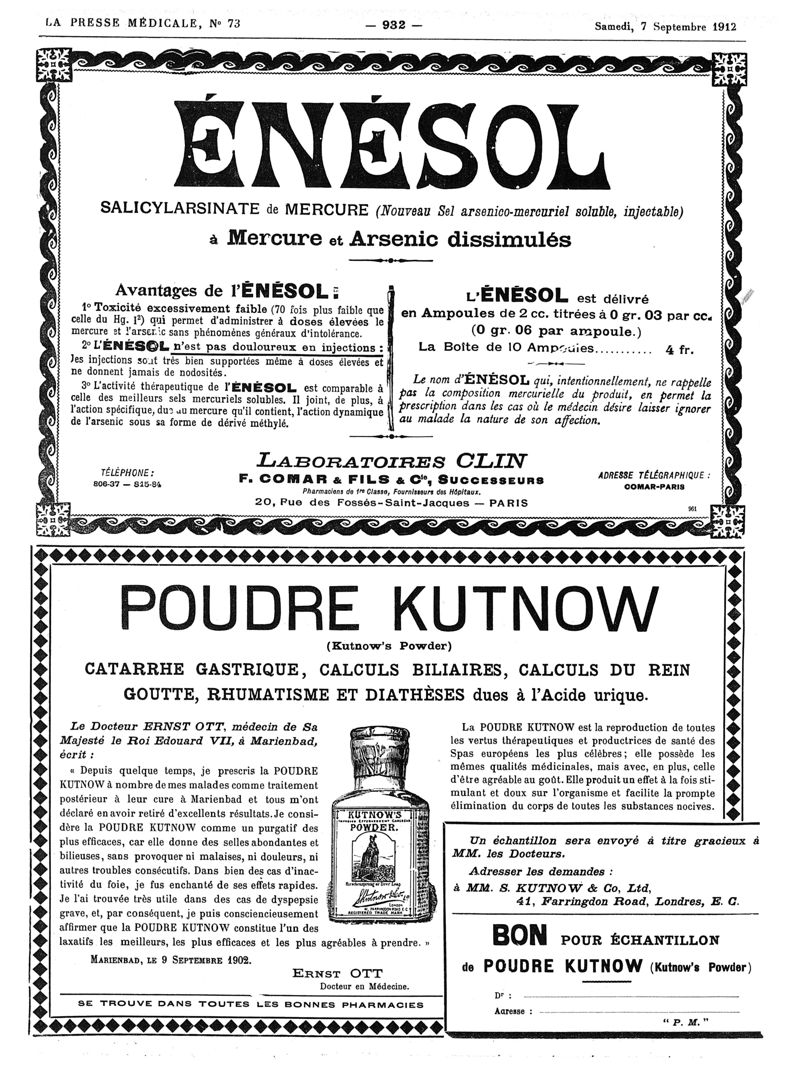 LA PRESSE MÉDICALE, N° 73
— 932 —
Samedi, 7 Septembre 1912
ÉNÉSOL
SALICYLARSINATE de MERCURE (Nouveau Sel arsenico-mercuriel soluble, injectable)
à Mercure et Arsenic dissimulés
Avantages de l'ÉNÉSOL :
1° Toxicité excessivement faible (70 fois plus faible que
celle du Hg. I²) qui permet d'administrer à doses élevées le
mercure et l'arsenic sans phénomènes généraux d'intolérance.
2° L'ÉNÉSOL n'est pas douloureux en injections :
les injections sont très bien supportées même à doses élevées et
ne donnent jamais de nodosités.
3° L'activité thérapeutique de l'ÉNÉSOL est comparable à
celle des meilleurs sels mercuriels solubles. Il joint, de plus, à
l'action spécifique, due au mercure qu'il contient, l'action dynamique
de l'arsenic sous sa forme de dérivé méthylé.
L'ÉNÉSOL est délivré
en Ampoules de 2 cc. titrées à 0 gr. 03 par cc.
(0 gr. 06 par ampoule.)
La Boîte de 10 Ampoules........... 4 fr.
Le nom d'ÉNÉSOL qui, intentionnellement, ne rappelle
pas la composition mercurielle du produit, en permet la
prescription dans les cas où le médecin désire laisser ignorer
au malade la nature de son affection.
TÉLÉPHONE :
806-37 — 815-84
LABORATOIRES CLIN
F. COMAR & FILS & Cie, SUCCESSEURS
Pharmaciens de 1re Classe, Fournisseurs des Hôpitaux.
20, Rue des Fossés-Saint-Jacques — PARIS
ADRESSE TÉLÉGRAPHIQUE :
COMAR-PARIS
961
POUDRE KUTNOW
(Kutnow's Powder)
CATARRHE GASTRIQUE, CALCULS BILIAIRES, CALCULS DU REIN
GOUTTE, RHUMATISME ET DIATHÈSES dues à l'Acide urique.
Le Docteur ERNST OTT, médecin de Sa
Majesté le Roi Edouard VII, à Marienbad,
écrit :
« Depuis quelque temps, je prescris la POUDRE
KUTNOW à nombre de mes malades comme traitement
postérieur à leur cure à Marienbad et tous m'ont
déclaré en avoir retiré d'excellents résultats. Je consi-
dère la POUDRE KUTNOW comme un purgatif des
plus efficaces, car elle donne des selles abondantes et
bilieuses, sans provoquer ni malaises, ni douleurs, ni
autres troubles consécutifs. Dans bien des cas d'inac-
tivité du foie, je fus enchanté de ses effets rapides.
Je l'ai trouvée très utile dans des cas de dyspepsie
grave, et, par conséquent, je puis consciencieusement
affirmer que la POUDRE KUTNOW constitue l'un des
laxatifs les meilleurs, les plus efficaces et les plus agréables à prendre. »
MARIENBAD, LE 9 SEPTEMBRE 1902.
ERNST OTT
Docteur en Médecine.
SE TROUVE DANS TOUTES LES BONNES PHARMACIES
KUTNOW'S
POWDER.
LONDON
REGISTERED TRADE MARK
La POUDRE KUTNOW est la reproduction de toutes
les vertus thérapeutiques et productrices de santé des
Spas européens les plus célèbres ; elle possède les
mêmes qualités médicinales, mais avec, en plus, celle
d'être agréable au goût. Elle produit un effet à la fois sti-
mulant et doux sur l'organisme et facilite la prompte
élimination du corps de toutes les substances nocives.
Un échantillon sera envoyé à titre gracieux à
MM. les Docteurs.
Adresser les demandes :
à MM. S. KUTNOW & Co, Ltd,
41, Farringdon Road, Londres, E. C.
BON POUR ÉCHANTILLON
de POUDRE KUTNOW (Kutnow's Powder)
Dr :
Adresse :
" P. M. "